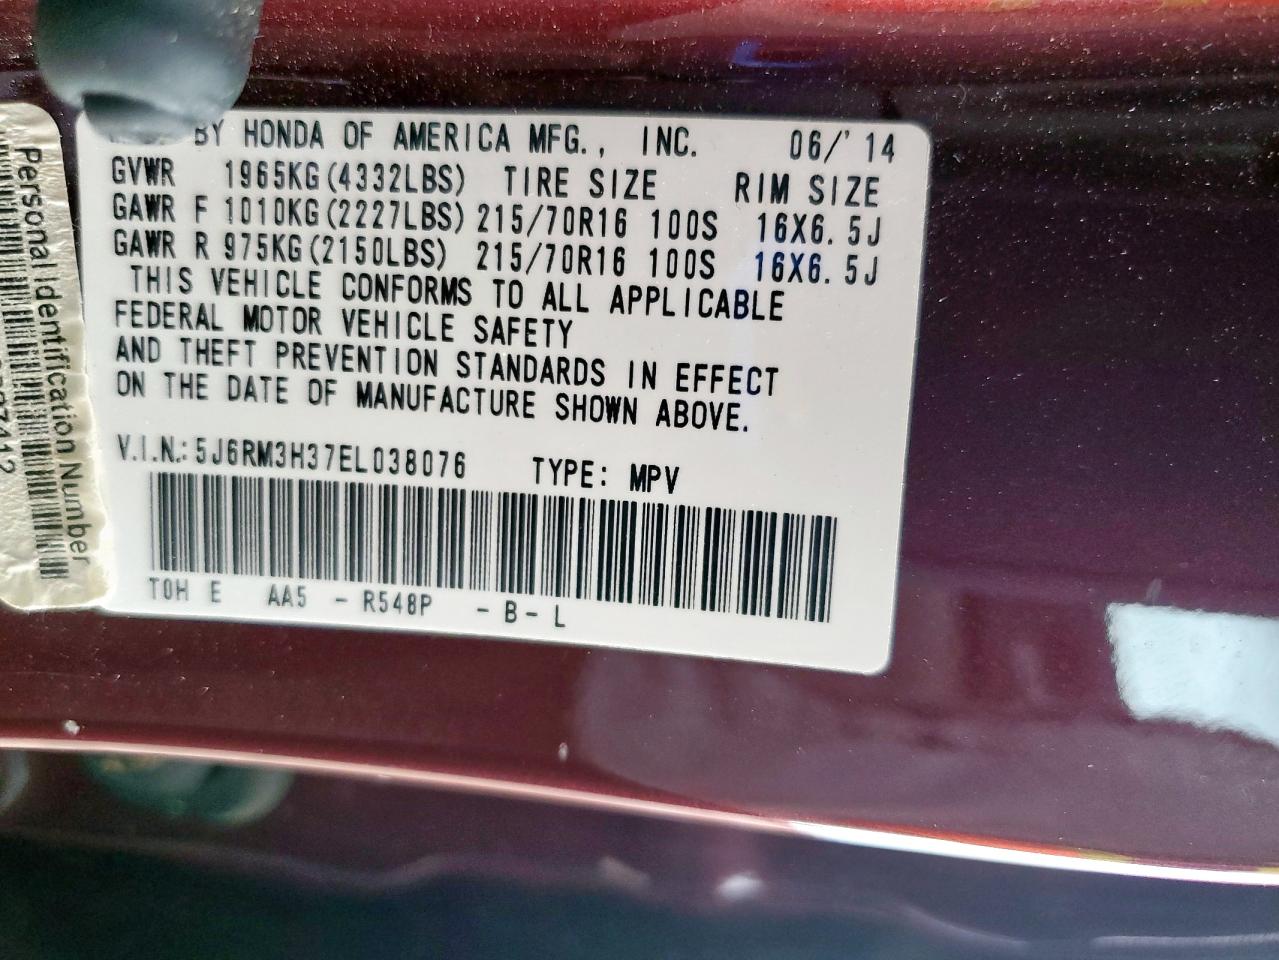 BY HONDA OF AMERICA MFG., INC. 06/'14
GVWR 1965KG(4332LBS) TIRE SIZE RIM SIZE
GAWR F 1010KG(2227LBS) 215/70R16 100S 16X6.5J
GAWR R 975KG(2150LBS) 215/70R16 100S 16X6.5J
THIS VEHICLE CONFORMS TO ALL APPLICABLE
FEDERAL MOTOR VEHICLE SAFETY
AND THEFT PREVENTION STANDARDS IN EFFECT
ON THE DATE OF MANUFACTURE SHOWN ABOVE.
V.I.N.: 5J6RM3H37EL038076 TYPE: MPV
TOH E AA5 - R548P - B - L
Personal Identification Number